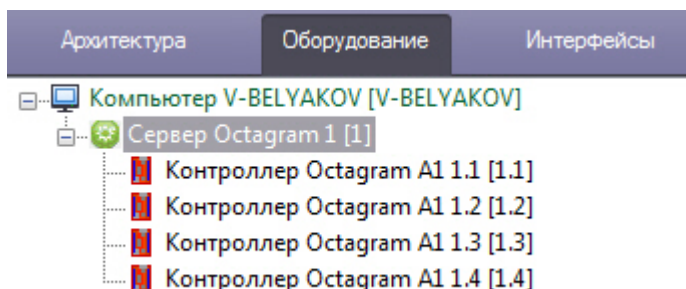 Архитектура Оборудование Интерфейсы
Компьютер V-BELYAKOV [V-BELYAKOV]
Сервер Octagram 1 [1]
Контроллер Octagram A1 1.1 [1.1]
Контроллер Octagram A1 1.2 [1.2]
Контроллер Octagram A1 1.3 [1.3]
Контроллер Octagram A1 1.4 [1.4]